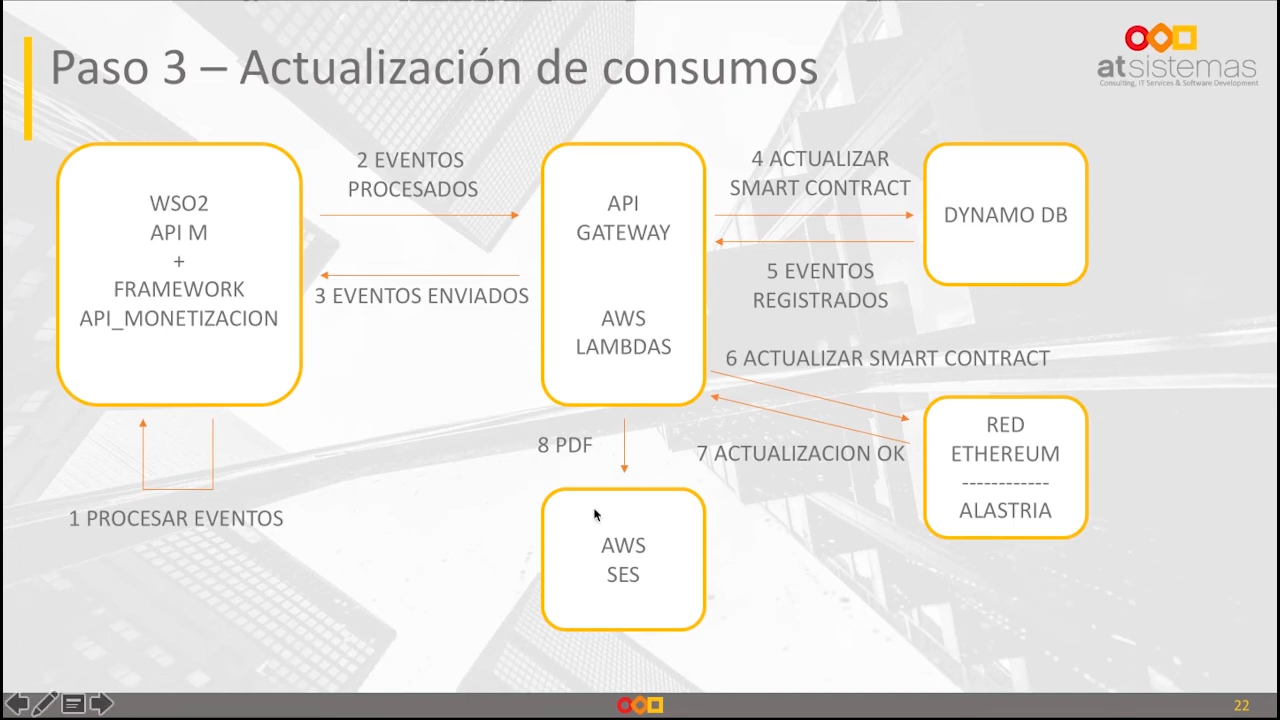 Paso 3 – Actualización de consumos
atsistemas
Consulting, IT Services & Software Development
WSO2
API M
+
FRAMEWORK
API_MONETIZACION
2 EVENTOS
PROCESADOS
3 EVENTOS ENVIADOS
1 PROCESAR EVENTOS
API
GATEWAY
AWS
LAMBDAS
4 ACTUALIZAR
SMART CONTRACT
5 EVENTOS
REGISTRADOS
DYNAMO DB
6 ACTUALIZAR SMART CONTRACT
7 ACTUALIZACION OK
RED
ETHEREUM
------------
ALASTRIA
8 PDF
AWS
SES
22